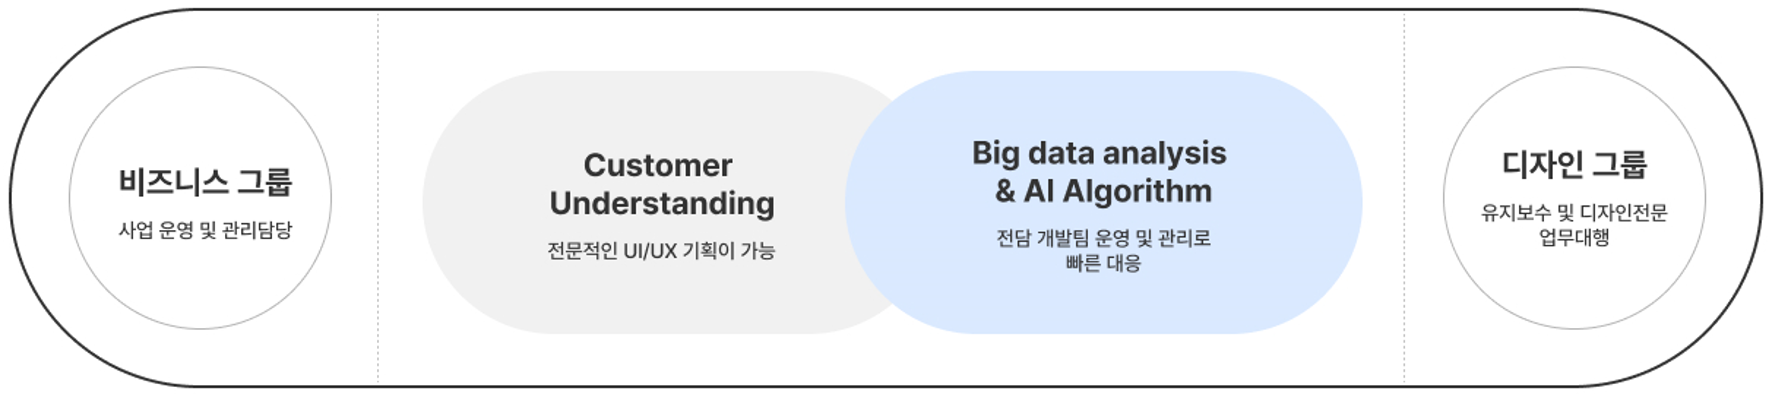 비즈니스 그룹
사업 운영 및 관리담당
Customer
Understanding
전문적인 UI/UX 기획이 가능
Big data analysis
& AI Algorithm
전담 개발팀 운영 및 관리로
빠른 대응
디자인 그룹
유지보수 및 디자인전문
업무대행